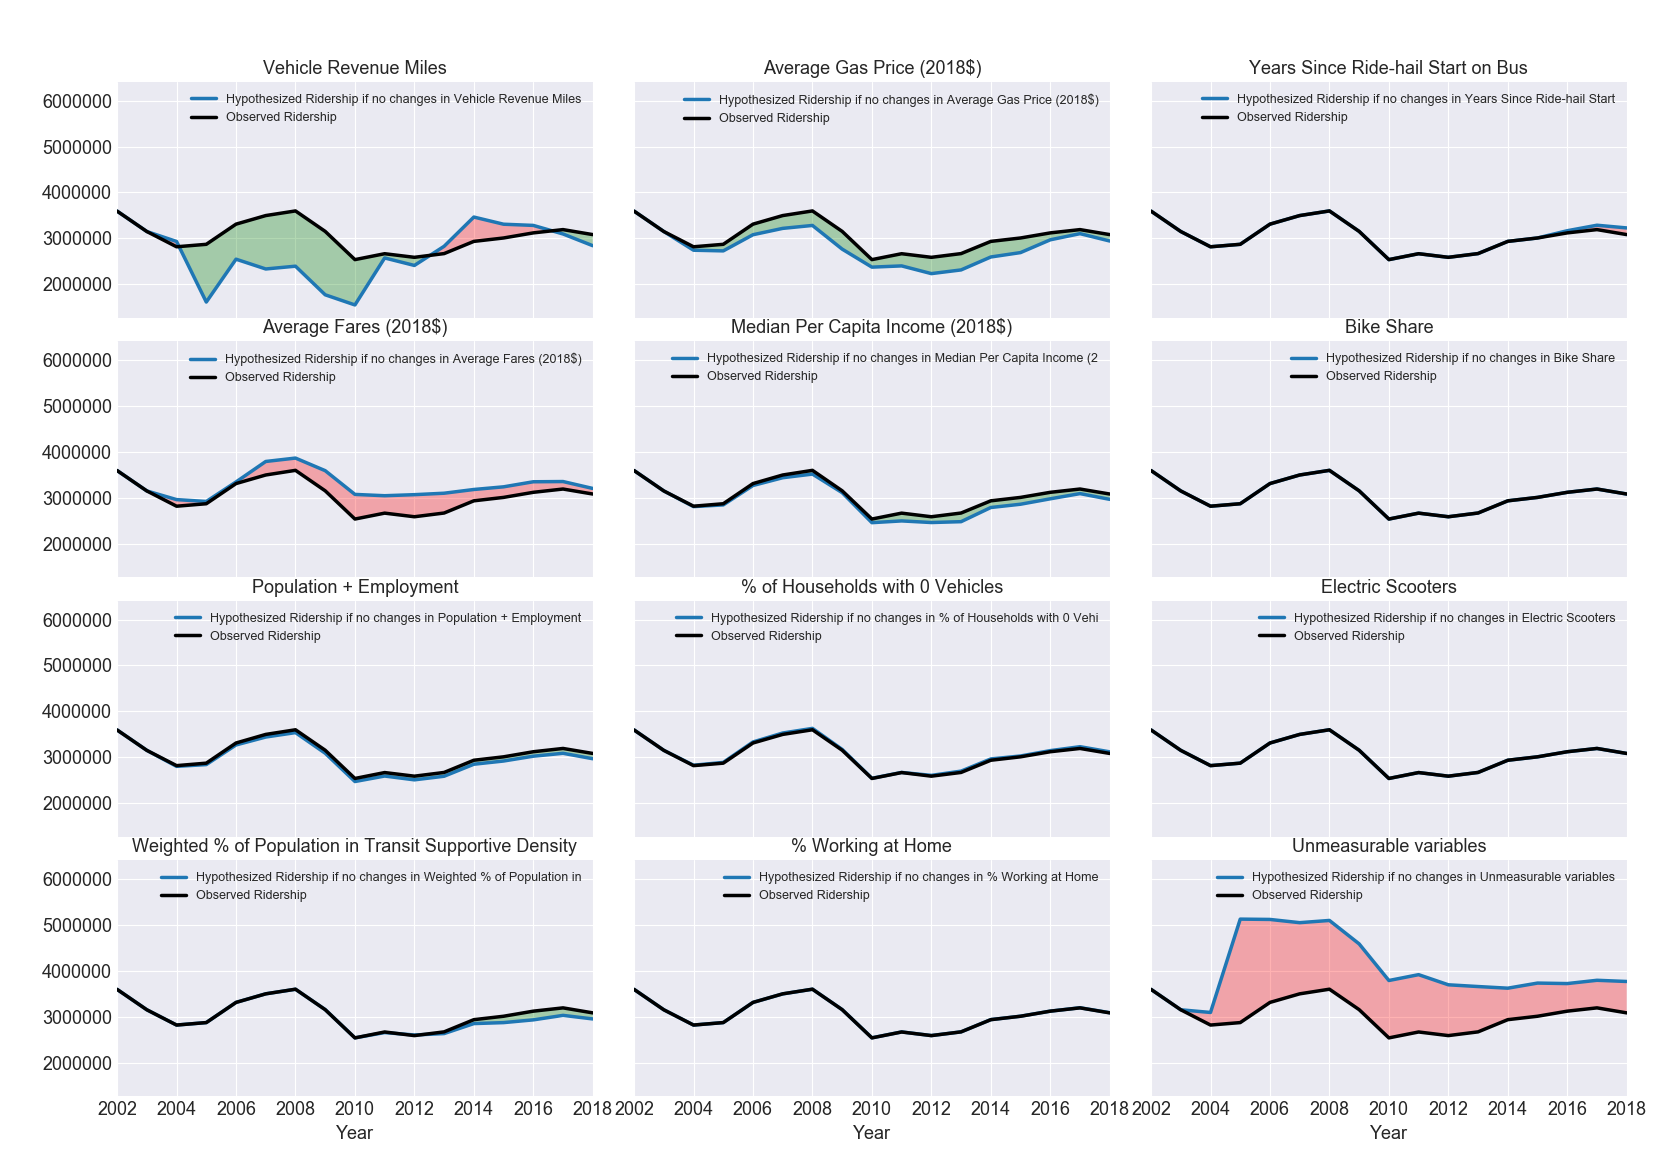 Vehicle Revenue Miles
Hypothesized Ridership if no changes in Vehicle Revenue Miles
Observed Ridership
6000000
5000000
4000000
3000000
2000000
Average Gas Price (2018$)
Hypothesized Ridership if no changes in Average Gas Price (2018$)
Observed Ridership
Years Since Ride-hail Start on Bus
Hypothesized Ridership if no changes in Years Since Ride-hail Start
Observed Ridership
Average Fares (2018$)
Hypothesized Ridership if no changes in Average Fares (2018$)
Observed Ridership
6000000
5000000
4000000
3000000
2000000
Median Per Capita Income (2018$)
Hypothesized Ridership if no changes in Median Per Capita Income (2
Observed Ridership
Bike Share
Hypothesized Ridership if no changes in Bike Share
Observed Ridership
Population + Employment
Hypothesized Ridership if no changes in Population + Employment
Observed Ridership
6000000
5000000
4000000
3000000
2000000
% of Households with 0 Vehicles
Hypothesized Ridership if no changes in % of Households with 0 Vehi
Observed Ridership
Electric Scooters
Hypothesized Ridership if no changes in Electric Scooters
Observed Ridership
Weighted % of Population in Transit Supportive Density
Hypothesized Ridership if no changes in Weighted % of Population in
Observed Ridership
6000000
5000000
4000000
3000000
2000000
2002 2004 2006 2008 2010 2012 2014 2016 2018
Year
% Working at Home
Hypothesized Ridership if no changes in % Working at Home
Observed Ridership
2002 2004 2006 2008 2010 2012 2014 2016 2018
Year
Unmeasurable variables
Hypothesized Ridership if no changes in Unmeasurable variables
Observed Ridership
2002 2004 2006 2008 2010 2012 2014 2016 2018
Year